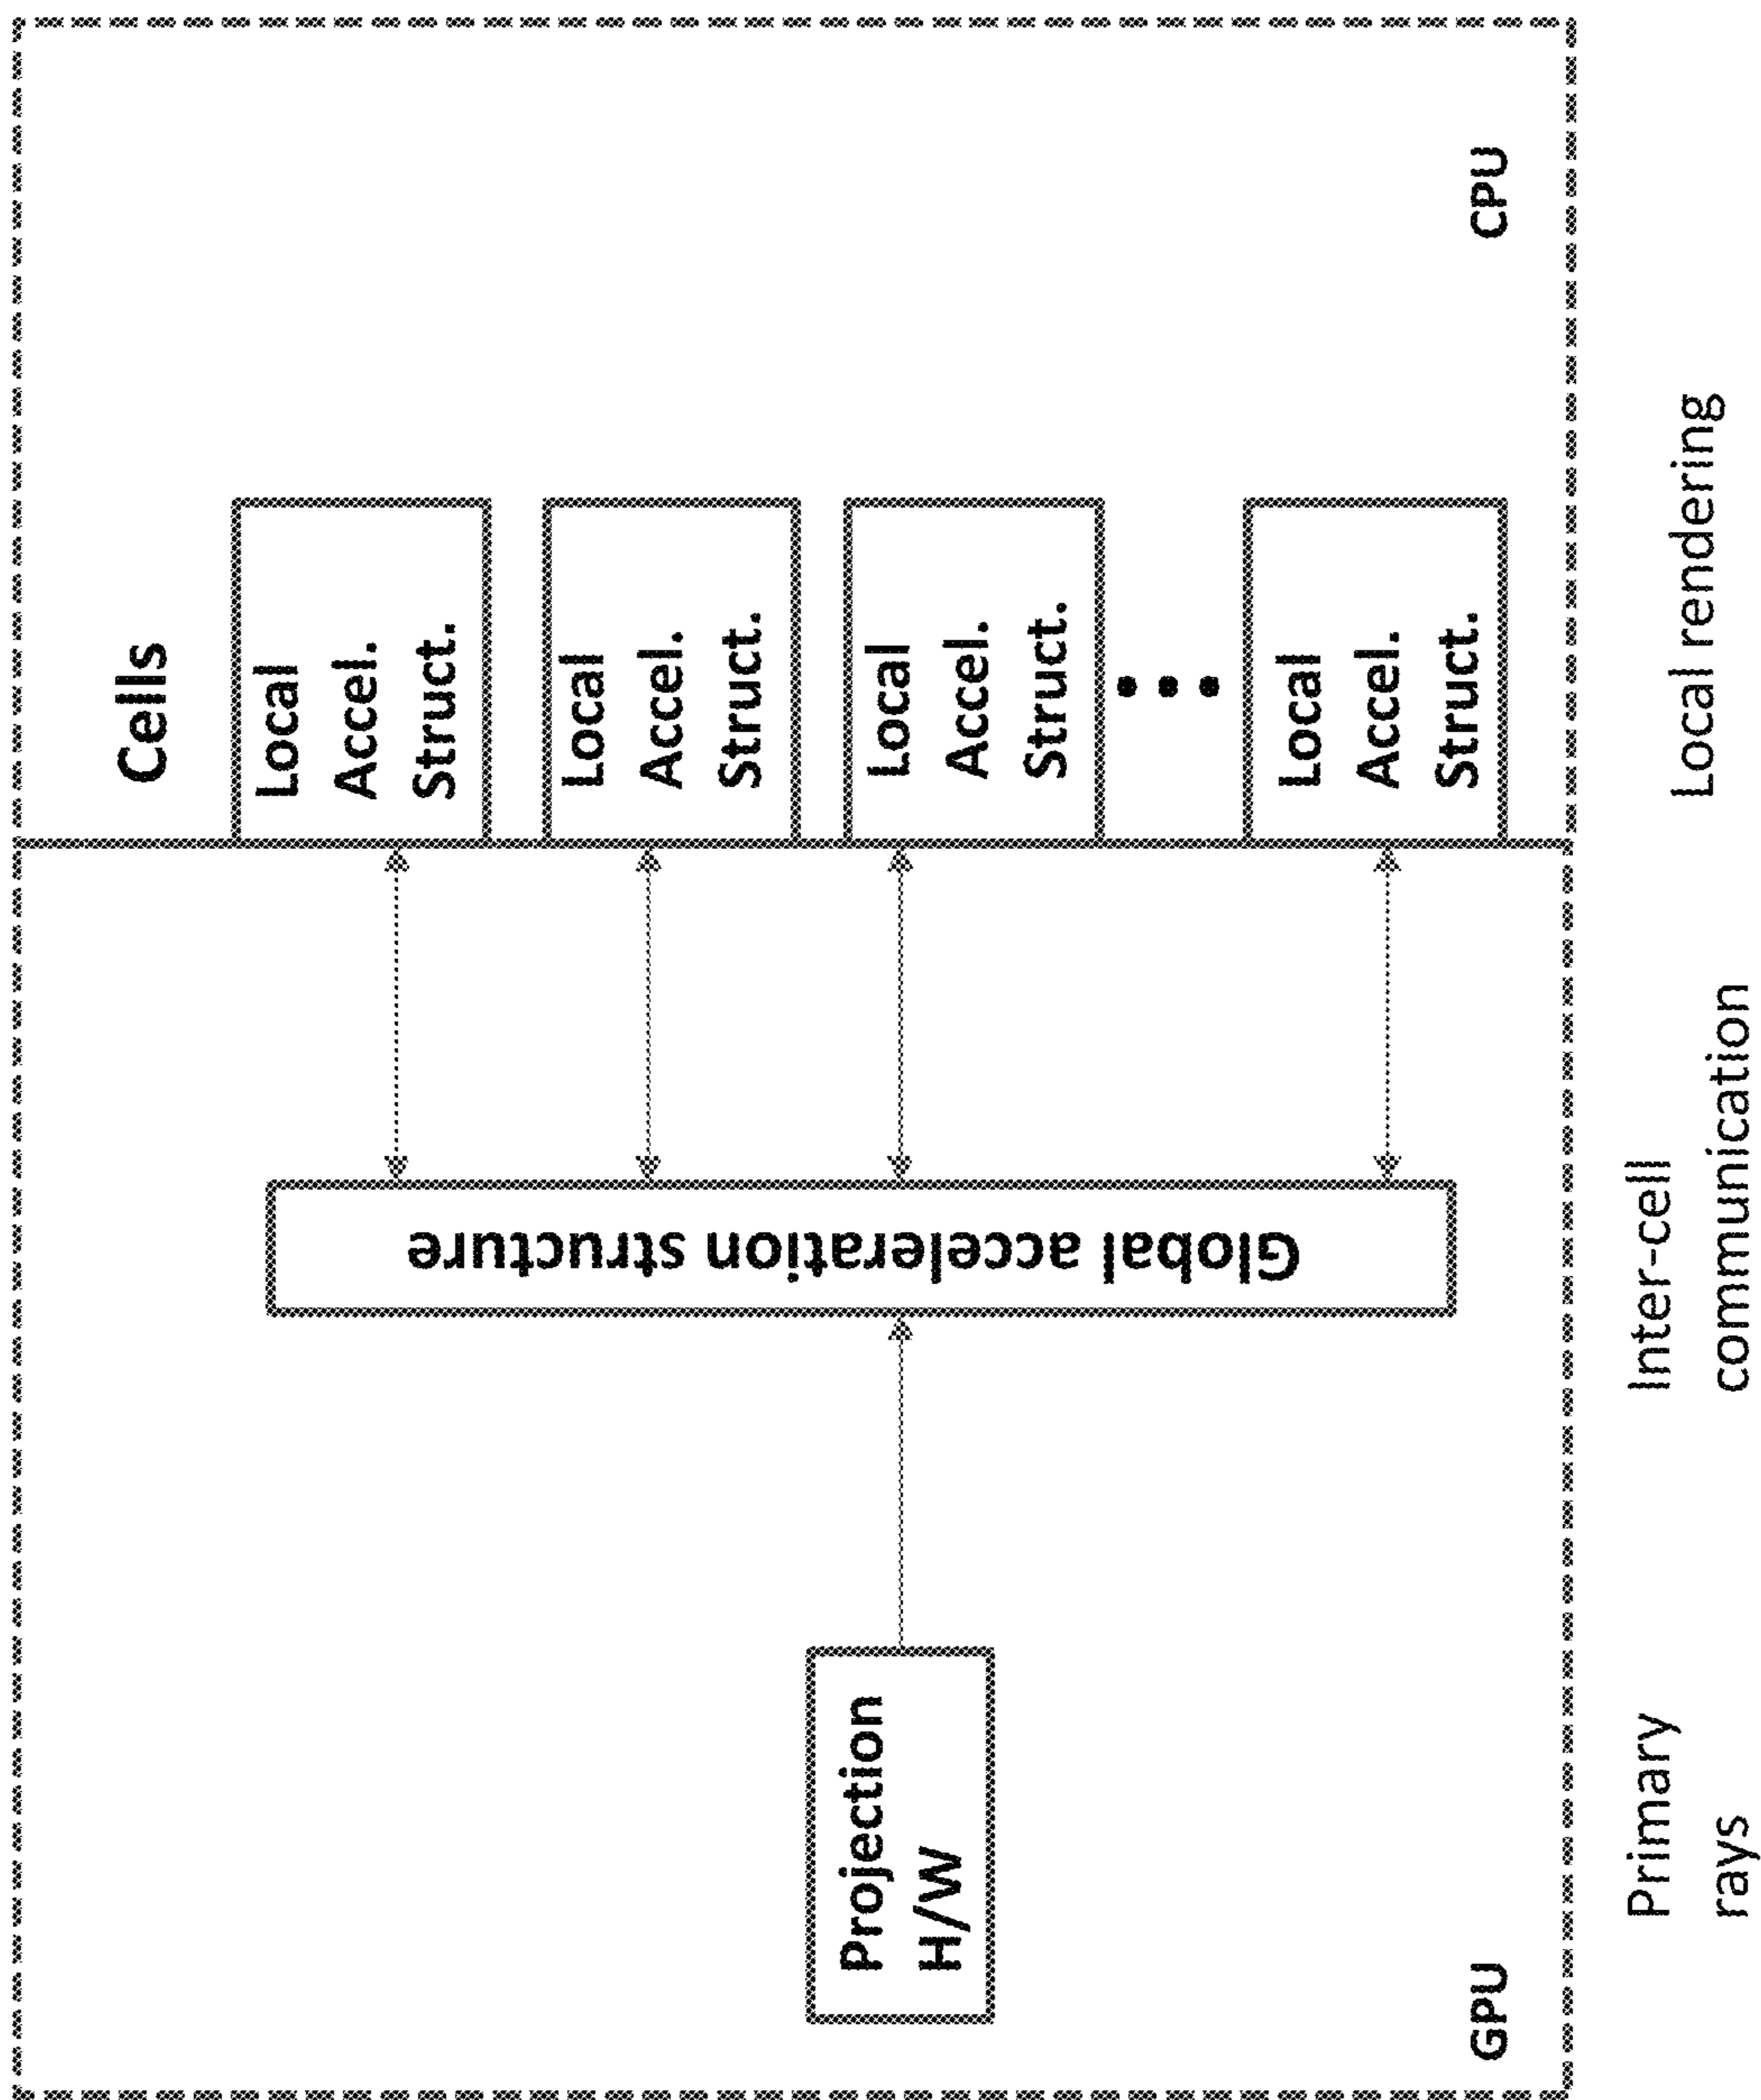 Cells
Projection
H/W
Global acceleration structure
Local
Accel.
Struct.
Local
Accel.
Struct.
Local
Accel.
Struct.
Local
Accel.
Struct.
GPU
CPU
Primary
rays
Inter-cell
communication
Local rendering